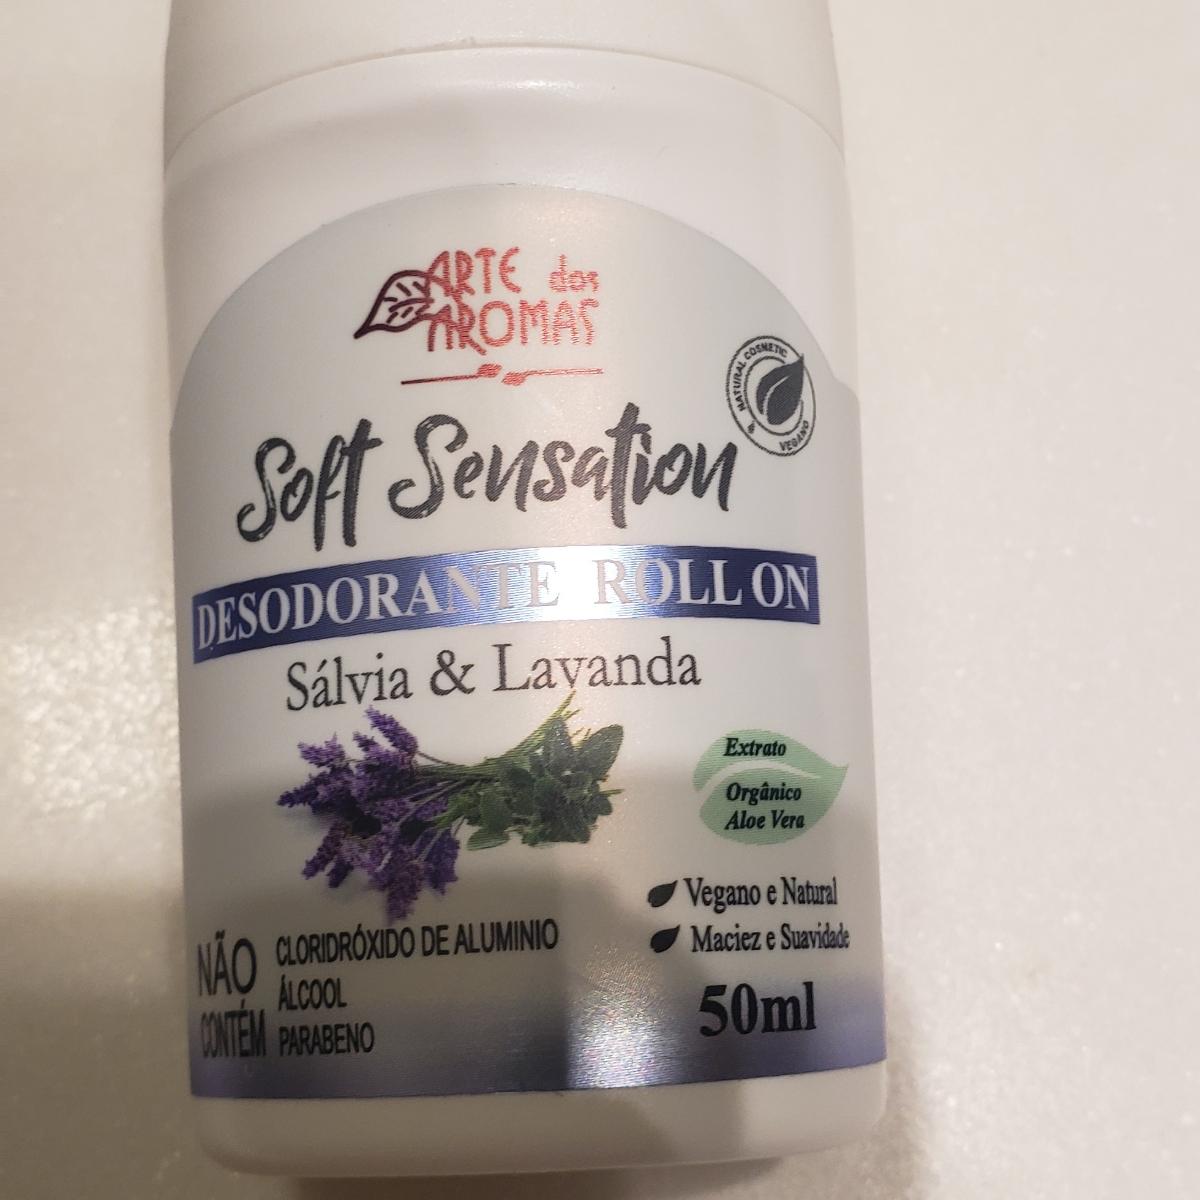 ARTE dos
AROMAS
NATURAL COSMETIC
& VEGANO
Soft Sensation
DESODORANTE ROLL ON
Sálvia & Lavanda
Extrato
Orgânico
Aloe Vera
Vegano e Natural
Maciez e Suavidade
NÃO
CONTÉM
CLORIDRÓXIDO DE ALUMINIO
ÁLCOOL
PARABENO
50ml